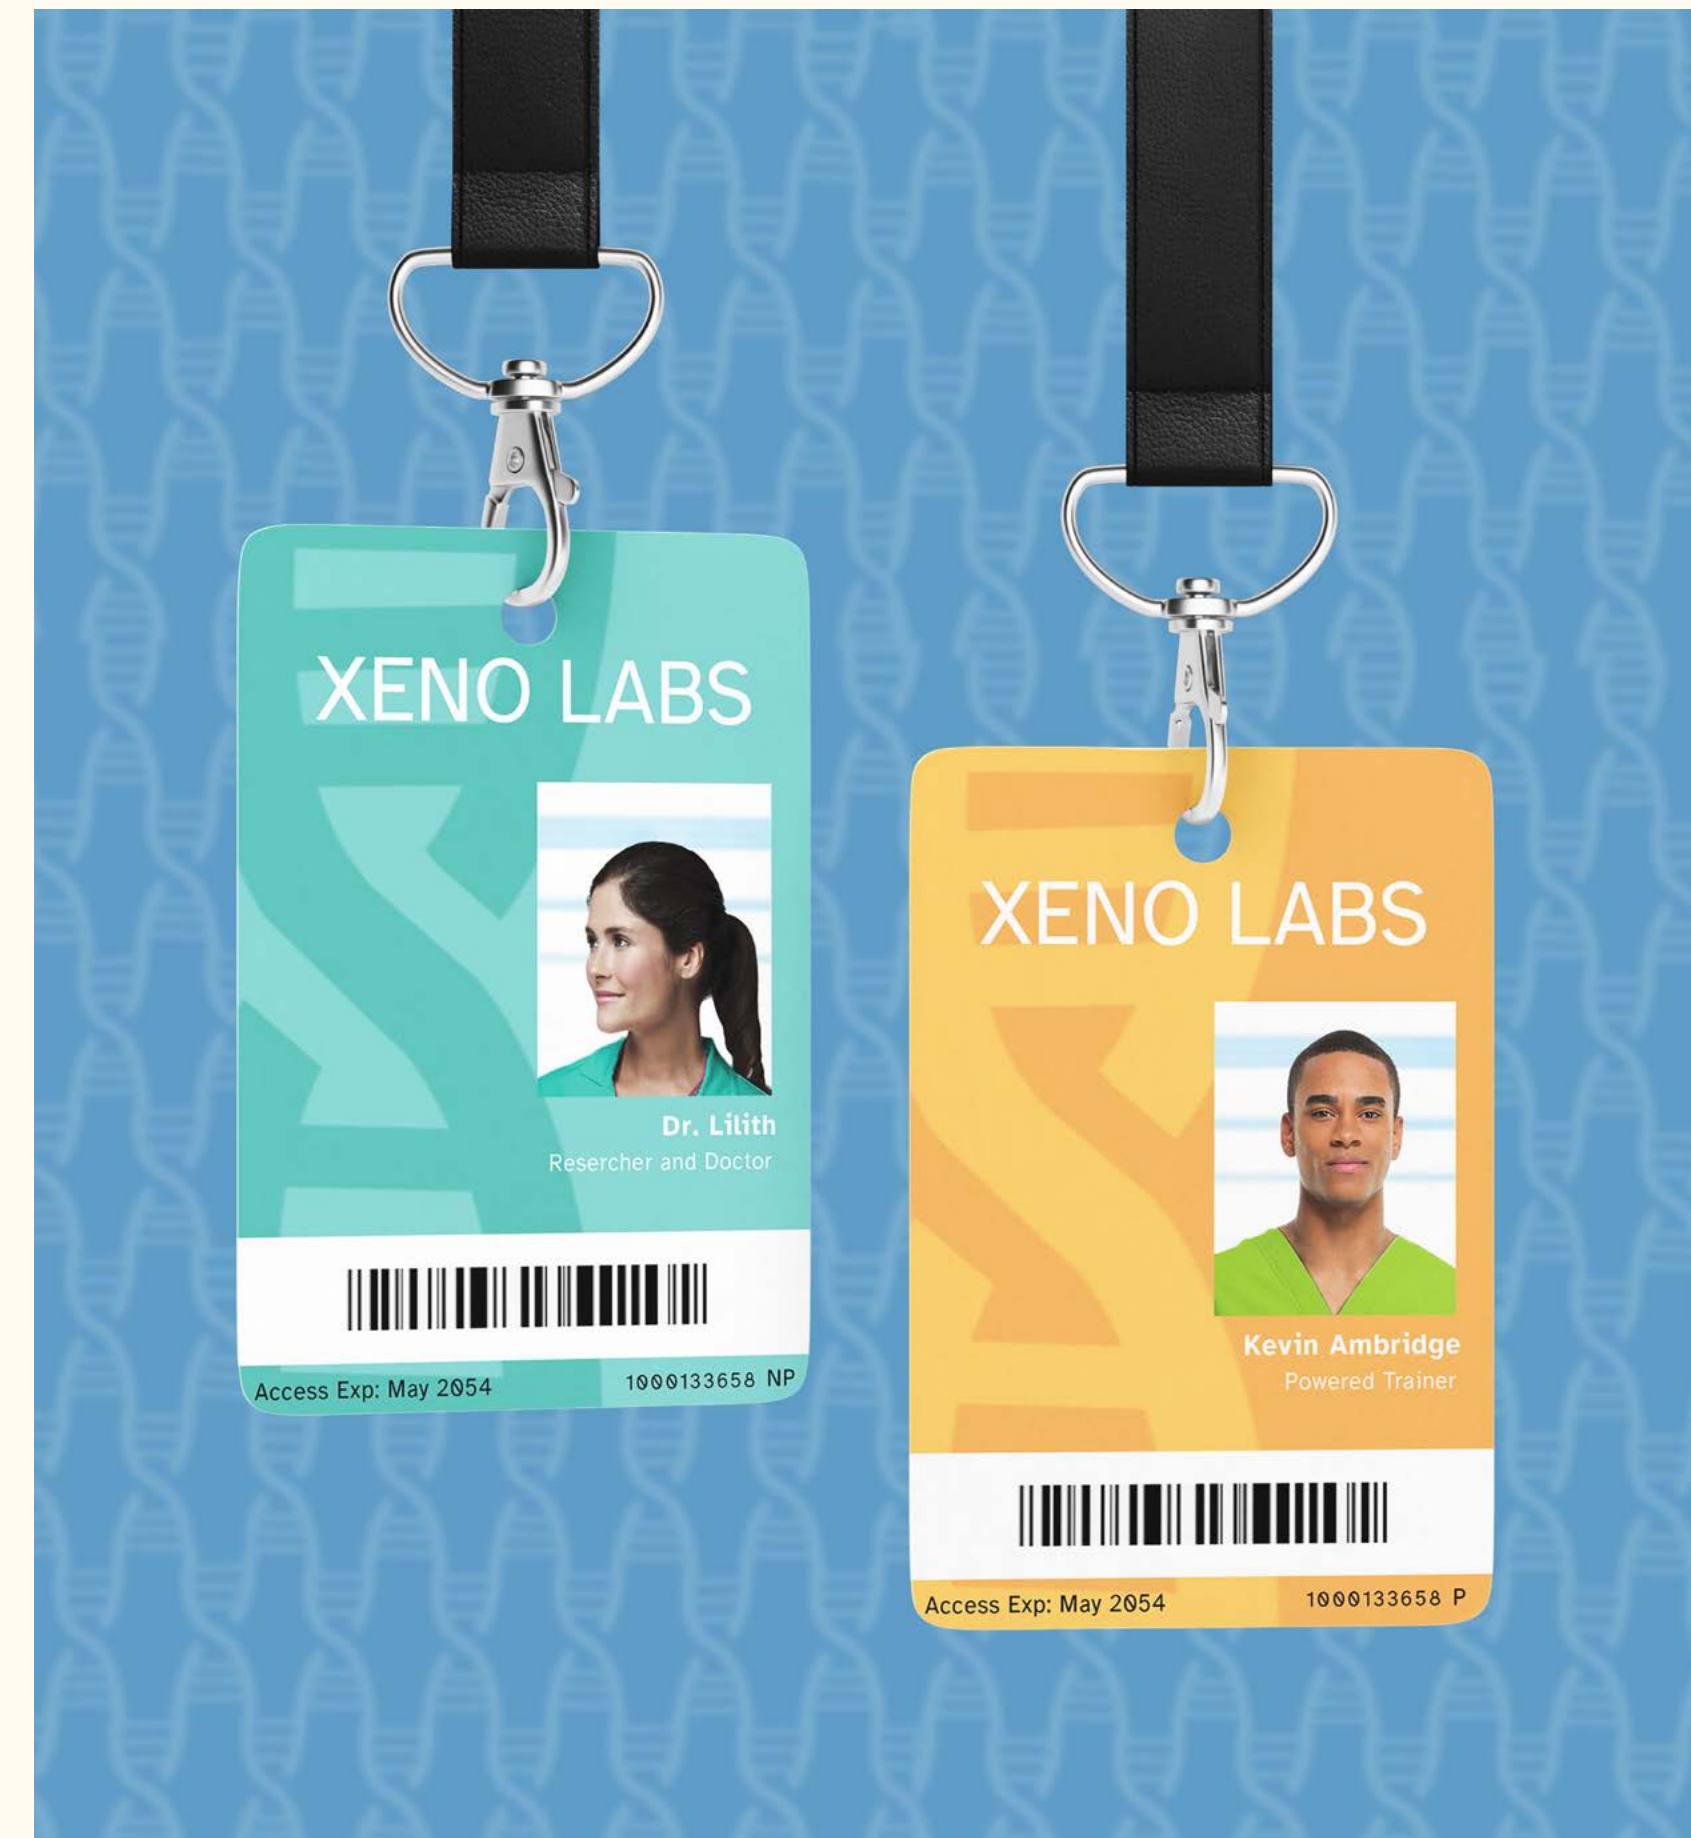 XENO LABS
Dr. Lilith
Resercher and Doctor
Access Exp: May 2054
1000133658 NP
XENO LABS
Kevin Ambridge
Powered Trainer
Access Exp: May 2054
1000133658 P